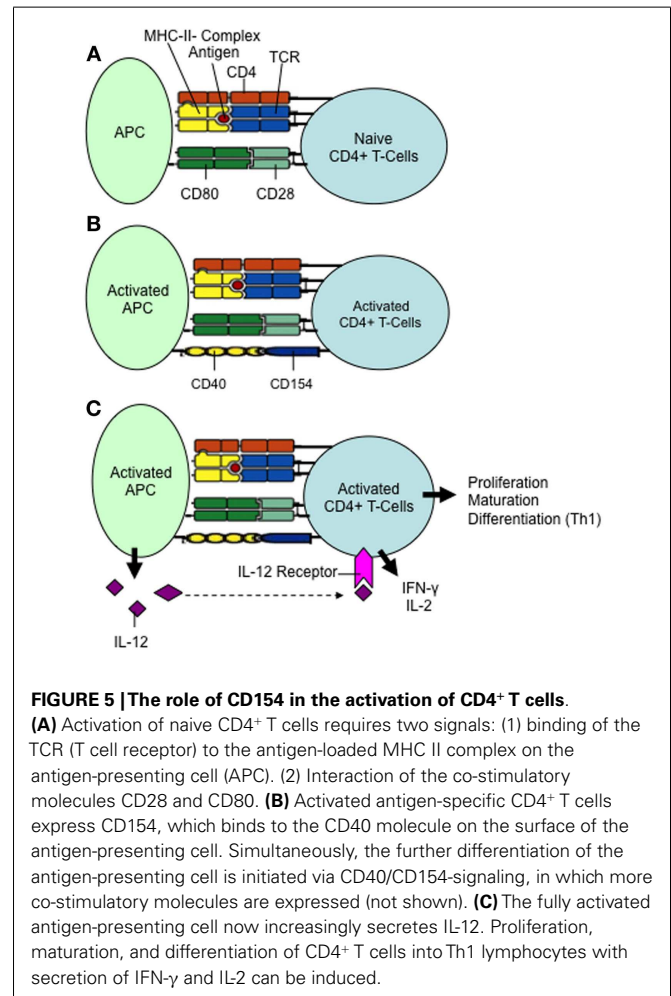 A
MHC-II- Complex
Antigen
CD4
TCR
APC
Naive
CD4+ T-Cells
CD80
CD28
B
Activated
APC
Activated
CD4+ T-Cells
CD40
CD154
C
Activated
APC
Activated
CD4+ T-Cells
Proliferation
Maturation
Differentiation (Th1)
IL-12 Receptor
IFN-γ
IL-2
IL-12
FIGURE 5 | The role of CD154 in the activation of CD4⁺ T cells.
(A) Activation of naive CD4⁺ T cells requires two signals: (1) binding of the
TCR (T cell receptor) to the antigen-loaded MHC II complex on the
antigen-presenting cell (APC). (2) Interaction of the co-stimulatory
molecules CD28 and CD80. (B) Activated antigen-specific CD4⁺ T cells
express CD154, which binds to the CD40 molecule on the surface of the
antigen-presenting cell. Simultaneously, the further differentiation of the
antigen-presenting cell is initiated via CD40/CD154-signaling, in which more
co-stimulatory molecules are expressed (not shown). (C) The fully activated
antigen-presenting cell now increasingly secretes IL-12. Proliferation,
maturation, and differentiation of CD4⁺ T cells into Th1 lymphocytes with
secretion of IFN-γ and IL-2 can be induced.